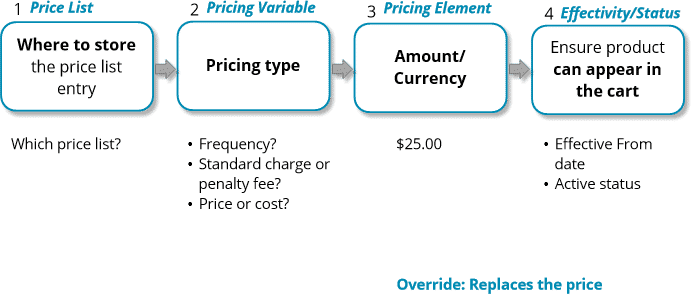 1 Price List
Where to store
the price list
entry
Which price list?
2 Pricing Variable
Pricing type
• Frequency?
• Standard charge or
penalty fee?
• Price or cost?
3 Pricing Element
Amount/
Currency
$25.00
4 Effectivity/Status
Ensure product
can appear in
the cart
• Effective From
date
• Active status
Override: Replaces the price